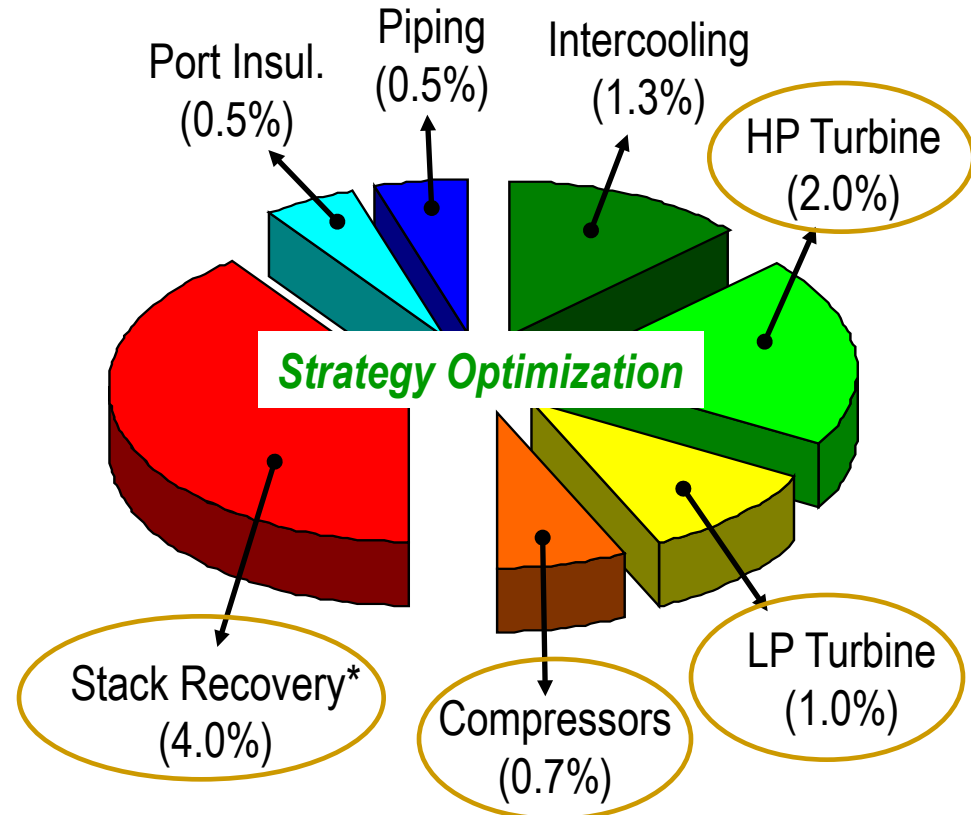 Piping
(0.5%)
Intercooling
(1.3%)
Port Insul.
(0.5%)
HP Turbine
(2.0%)
Strategy Optimization
LP Turbine
(1.0%)
Stack Recovery*
(4.0%)
Compressors
(0.7%)